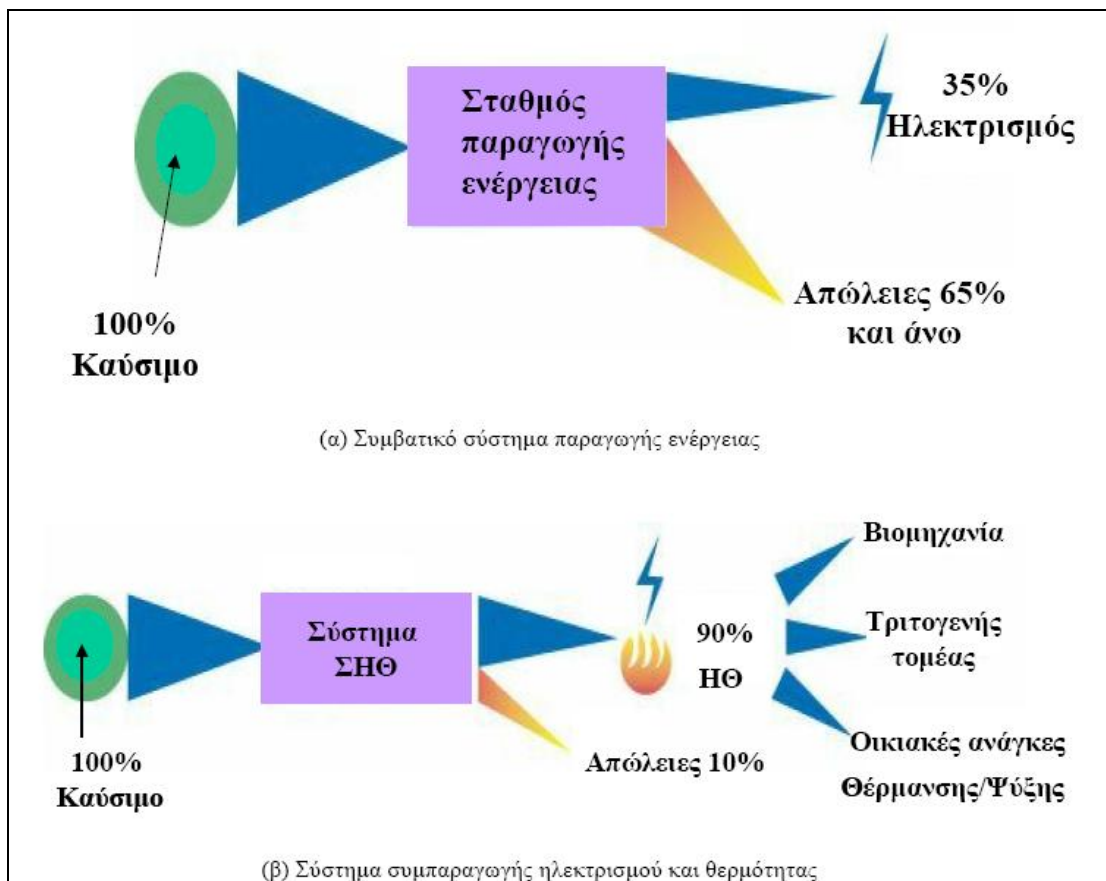 Σταθμός
παραγωγής
ενέργειας
35%
Ηλεκτρισμός
Απώλειες 65%
και άνω
100%
Καύσιμο
(α) Συμβατικό σύστημα παραγωγής ενέργειας
Βιομηχανία
Σύστημα
ΣΗΘ
90%
ΗΘ
Τριτογενής
τομέας
100%
Καύσιμο
Απώλειες 10%
Οικιακές ανάγκες
Θέρμανσης/Ψύξης
(β) Σύστημα συμπαραγωγής ηλεκτρισμού και θερμότητας